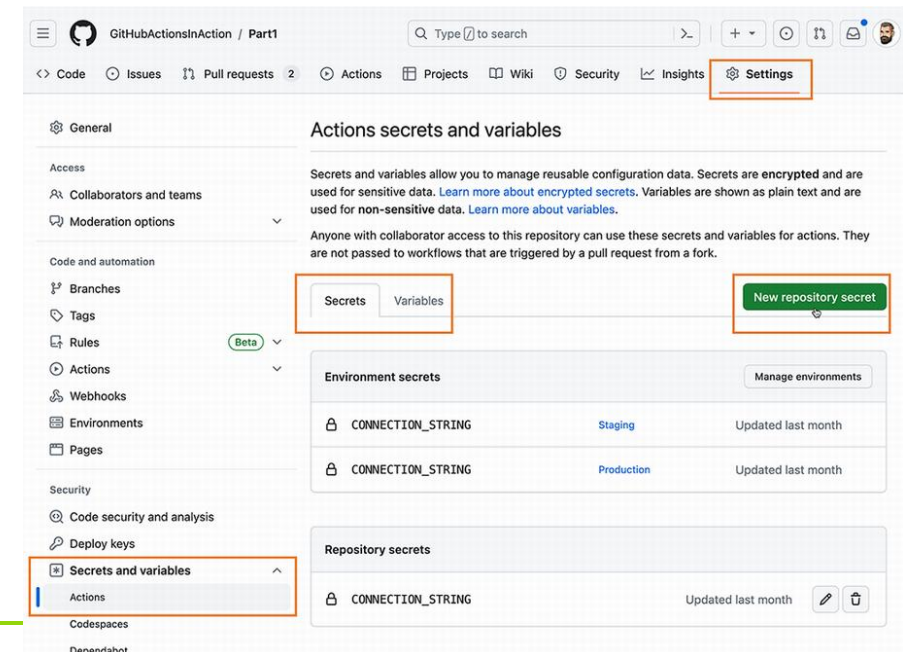 GitHubActionsInAction / Part1
Type / to search
Code
Issues
Pull requests 2
Actions
Projects
Wiki
Security
Insights
Settings
General
Access
Collaborators and teams
Moderation options
Code and automation
Branches
Tags
Rules Beta
Actions
Webhooks
Environments
Pages
Security
Code security and analysis
Deploy keys
Secrets and variables
Actions
Codespaces
Dependabot
Actions secrets and variables
Secrets and variables allow you to manage reusable configuration data. Secrets are encrypted and are
used for sensitive data. Learn more about encrypted secrets. Variables are shown as plain text and are
used for non-sensitive data. Learn more about variables.
Anyone with collaborator access to this repository can use these secrets and variables for actions. They
are not passed to workflows that are triggered by a pull request from a fork.
Secrets
Variables
New repository secret
Environment secrets
Manage environments
CONNECTION_STRING Staging Updated last month
CONNECTION_STRING Production Updated last month
Repository secrets
CONNECTION_STRING Updated last month